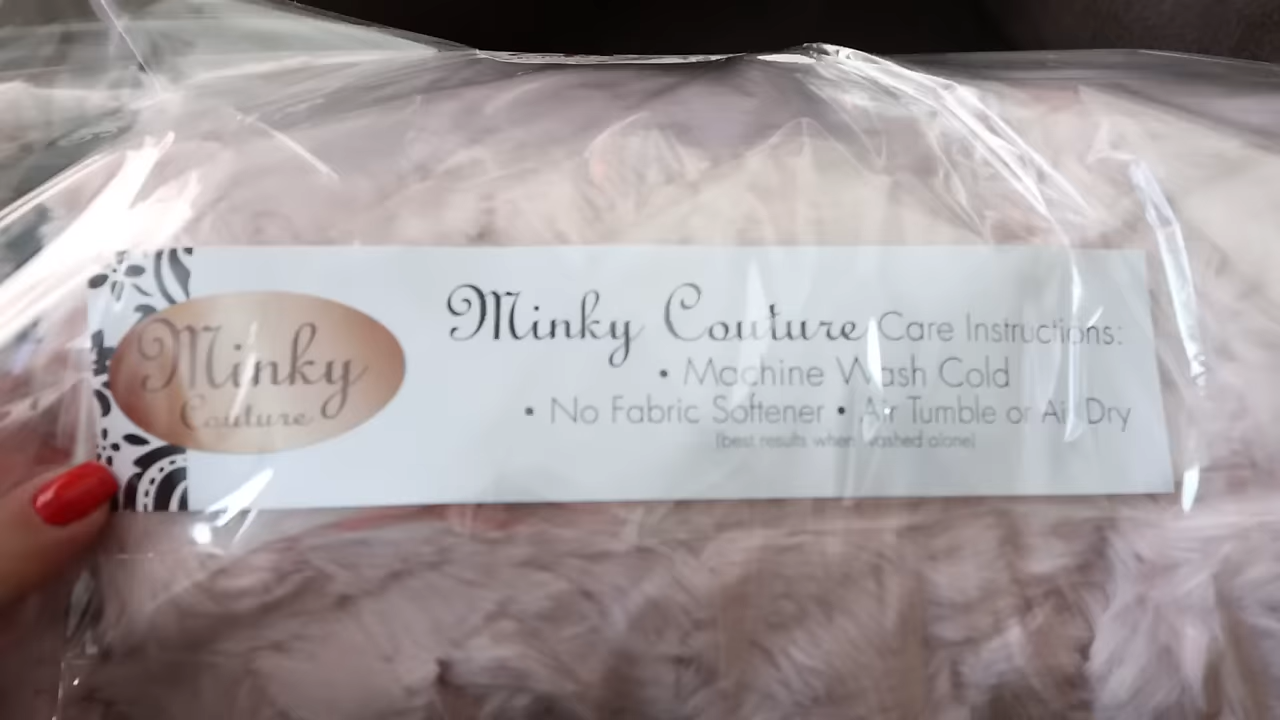 Minky
Couture
Minky Couture Care Instructions:
• Machine Wash Cold
• No Fabric Softener • Air Tumble or Air Dry
(best results when washed alone)